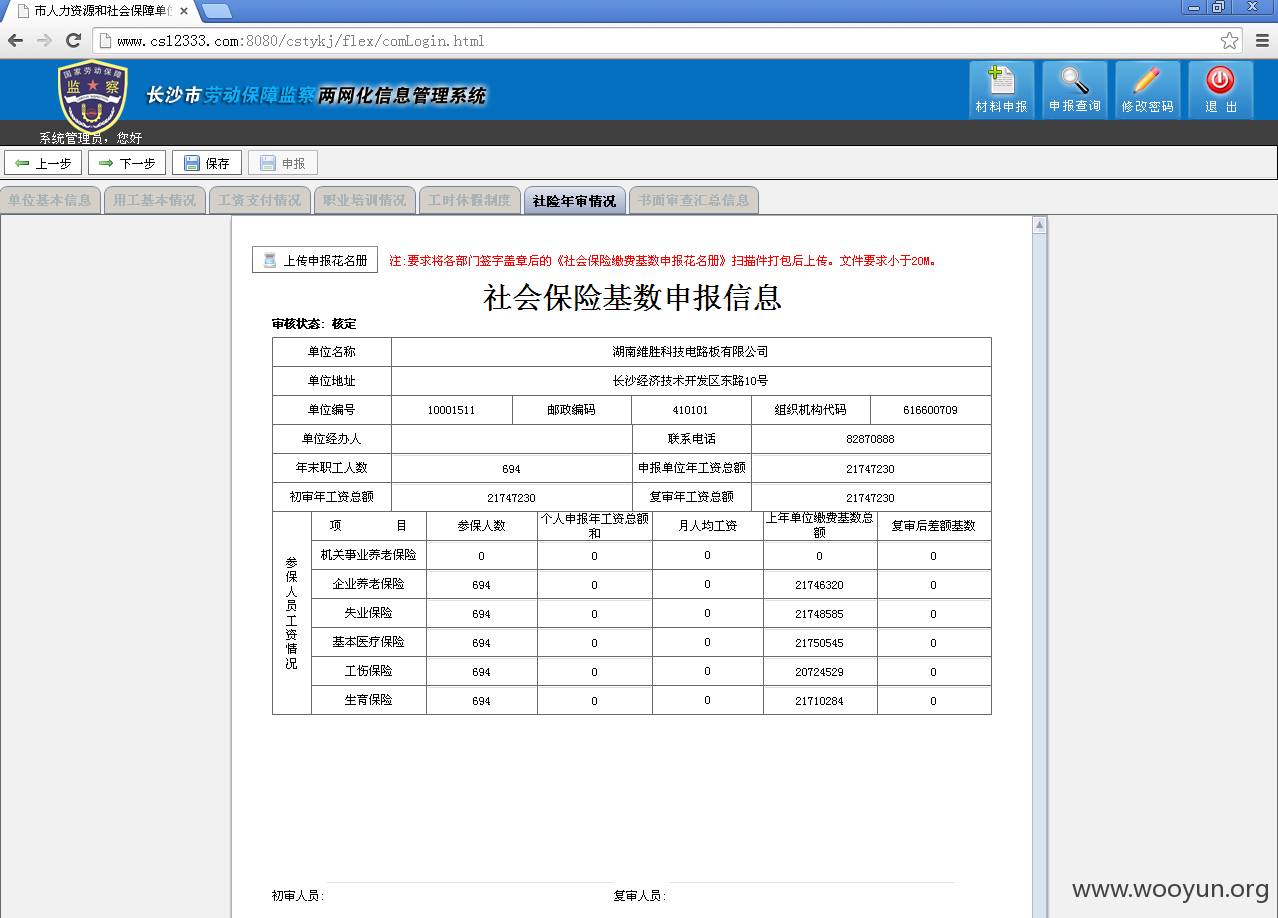 市人力资源和社会保障单位
www.cs12333.com:8080/cstykj/flex/comLogin.html
国家劳动保障
监 ★ 察
长沙市劳动保障监察两网化信息管理系统
材料申报 申报查询 修改密码 退 出
系统管理员，您好
上一步 下一步 保存 申报
单位基本信息 用工基本情况 工资支付情况 职业培训情况 工时休假制度 社险年审情况 书面审查汇总信息
上传申报花名册 注:要求将各部门签字盖章后的《社会保险缴费基数申报花名册》扫描件打包后上传。文件要求小于20M。
社会保险基数申报信息
审核状态: 核定
单位名称 湖南维胜科技电路板有限公司
单位地址 长沙经济技术开发区东路10号
单位编号 10001511 邮政编码 410101 组织机构代码 616600709
单位经办人 联系电话 82870888
年末职工人数 694 申报单位年工资总额 21747230
初审年工资总额 21747230 复审年工资总额 21747230
参保人员工资情况
项 目 参保人数 个人申报年工资总额和 月人均工资 上年单位缴费基数总额 复审后差额基数
机关事业养老保险 0 0 0 0 0
企业养老保险 694 0 0 21746320 0
失业保险 694 0 0 21748585 0
基本医疗保险 694 0 0 21750545 0
工伤保险 694 0 0 20724529 0
生育保险 694 0 0 21710284 0
初审人员: 复审人员:
www.wooyun.org